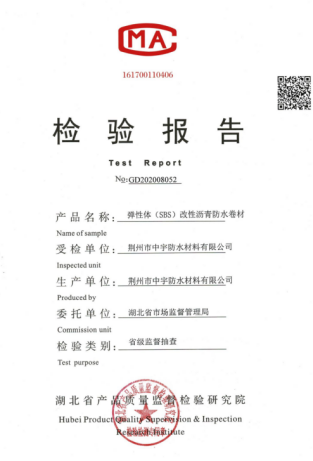 MA
161700110406
检验报告
Test Report
No:GD202008052
产品名称: 弹性体（SBS）改性沥青防水卷材
Name of sample
受检单位: 荆州市中宇防水材料有限公司
Inspected unit
生产单位: 荆州市中宇防水材料有限公司
Produced by
委托单位: 湖北省市场监督管理局
Commission unit
检验类别: 省级监督抽查
Test purpose
湖北省产品质量监督检验研究院
Hubei Product Quality Supervision & Inspection
Research Institute